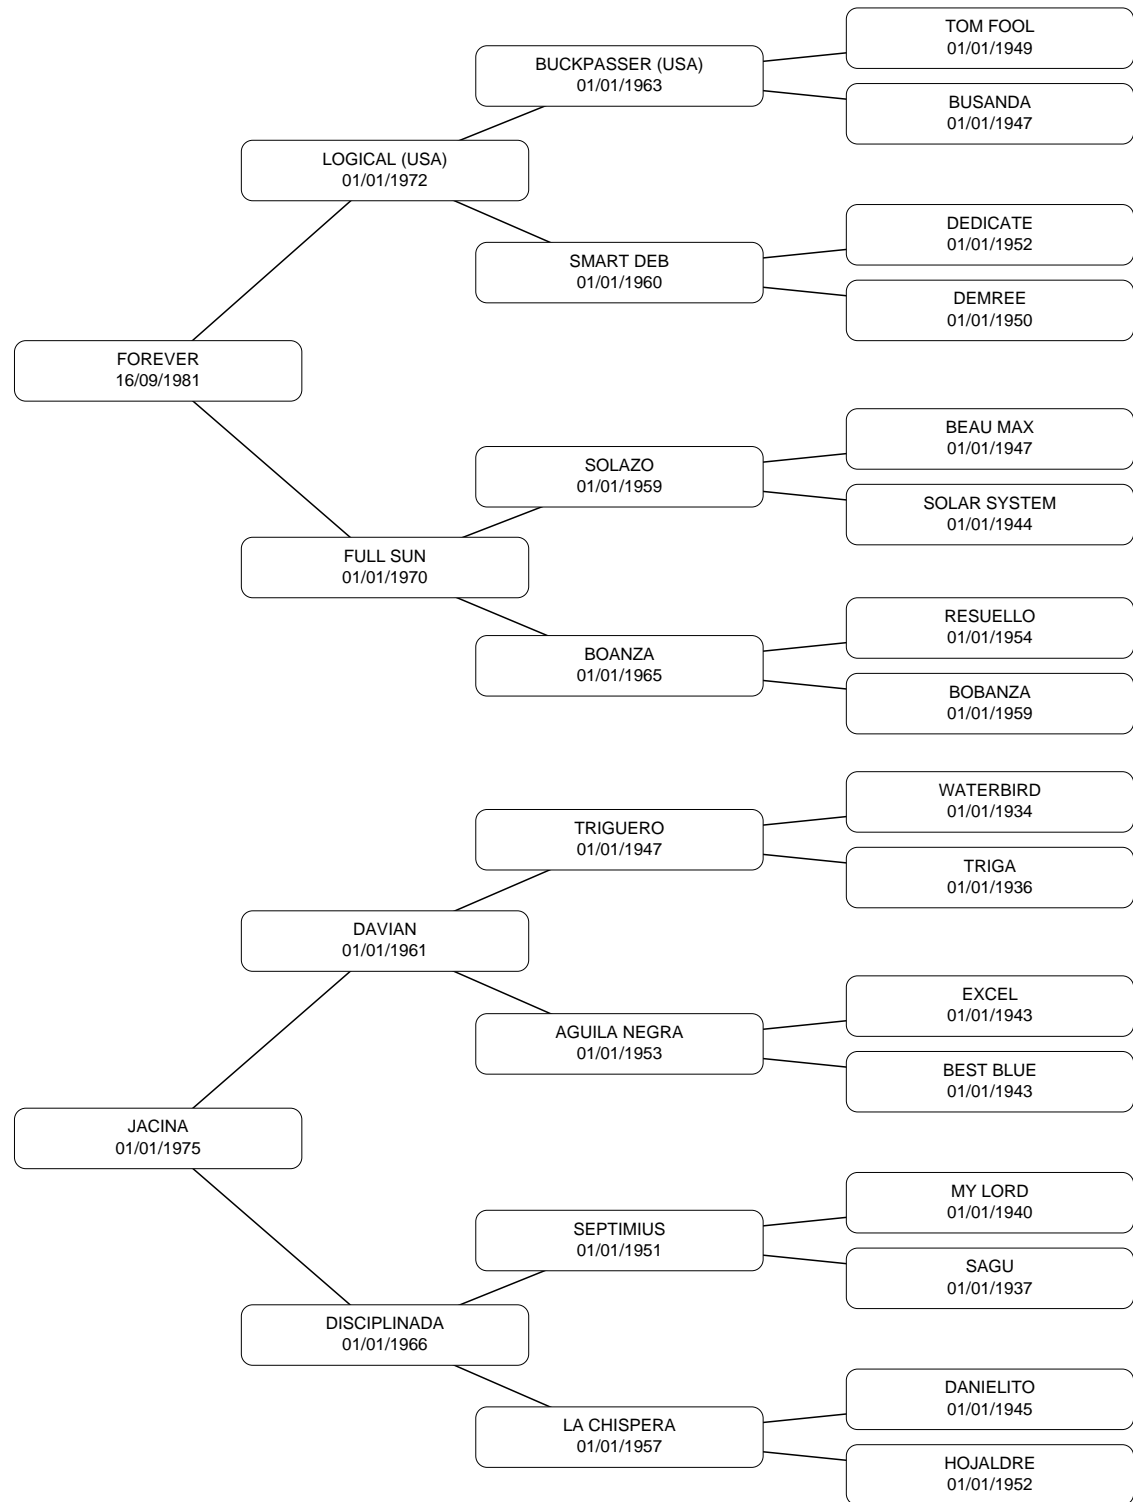 TOM FOOL
01/01/1949
BUCKPASSER (USA)
01/01/1963
BUSANDA
01/01/1947
LOGICAL (USA)
01/01/1972
DEDICATE
01/01/1952
SMART DEB
01/01/1960
DEMREE
01/01/1950
FOREVER
16/09/1981
BEAU MAX
01/01/1947
SOLAZO
01/01/1959
SOLAR SYSTEM
01/01/1944
FULL SUN
01/01/1970
RESUELLO
01/01/1954
BOANZA
01/01/1965
BOBANZA
01/01/1959
WATERBIRD
01/01/1934
TRIGUERO
01/01/1947
TRIGA
01/01/1936
DAVIAN
01/01/1961
EXCEL
01/01/1943
AGUILA NEGRA
01/01/1953
BEST BLUE
01/01/1943
JACINA
01/01/1975
MY LORD
01/01/1940
SEPTIMIUS
01/01/1951
SAGU
01/01/1937
DISCIPLINADA
01/01/1966
DANIELITO
01/01/1945
LA CHISPERA
01/01/1957
HOJALDRE
01/01/1952